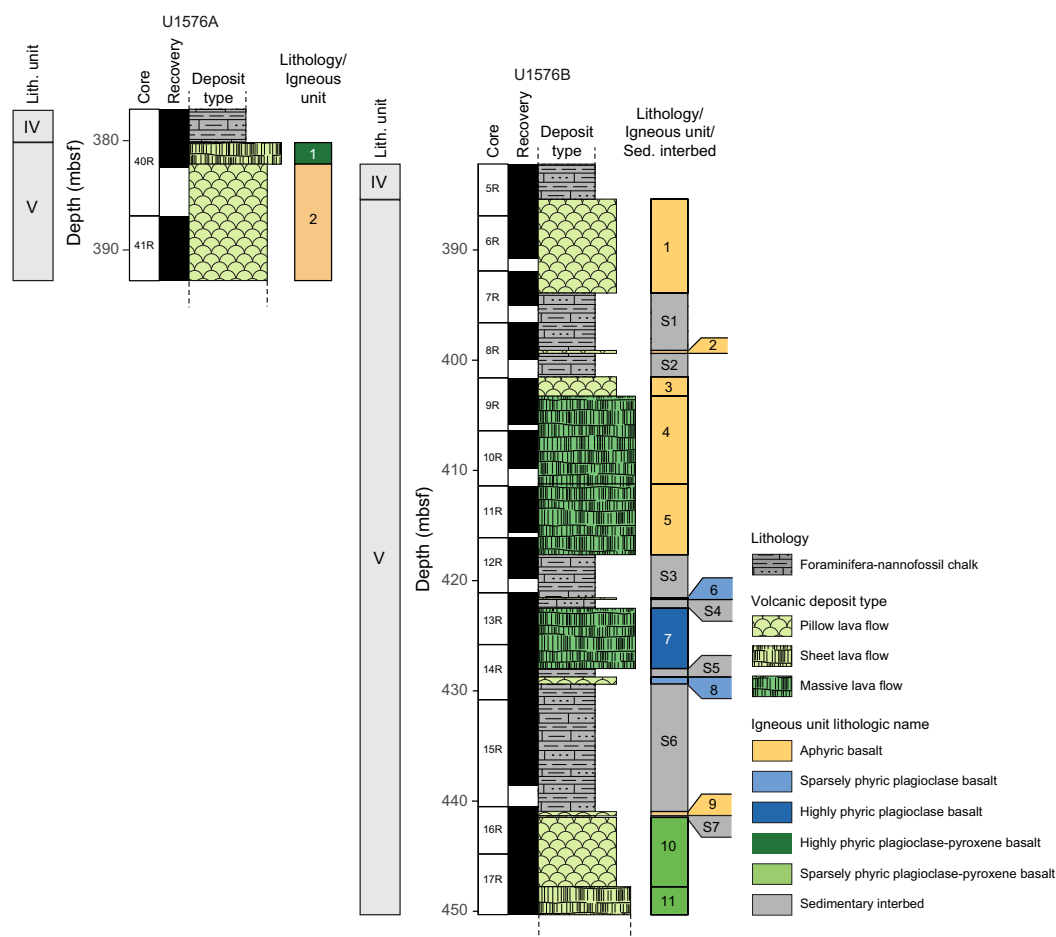 U1576A
Lith. unit
Core
Recovery
Deposit
type
Lithology/
Igneous
unit
IV
V
Depth (mbsf)
380
390
40R
41R
1
2
U1576B
Lith. unit
Core
Recovery
Deposit
type
Lithology/
Igneous unit/
Sed. interbed
IV
V
Depth (mbsf)
390
400
410
420
430
440
450
5R
6R
7R
8R
9R
10R
11R
12R
13R
14R
15R
16R
17R
1
S1
2
S2
3
4
5
S3
6
S4
7
S5
8
S6
9
S7
10
11
Lithology
Foraminifera-nannofossil chalk
Volcanic deposit type
Pillow lava flow
Sheet lava flow
Massive lava flow
Igneous unit lithologic name
Aphyric basalt
Sparsely phyric plagioclase basalt
Highly phyric plagioclase basalt
Highly phyric plagioclase-pyroxene basalt
Sparsely phyric plagioclase-pyroxene basalt
Sedimentary interbed